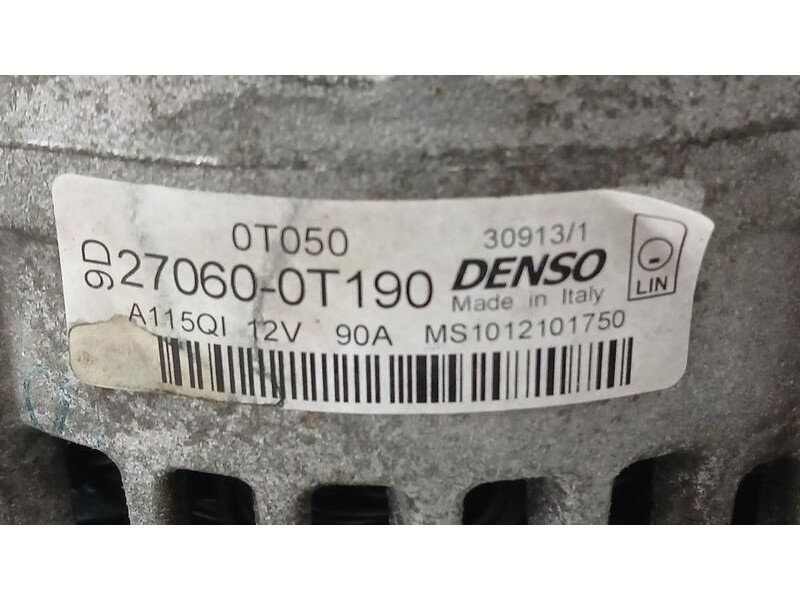 0T050 30913/1
9D 27060-0T190 DENSO
Made in Italy
LIN
A115QI 12V 90A MS1012101750